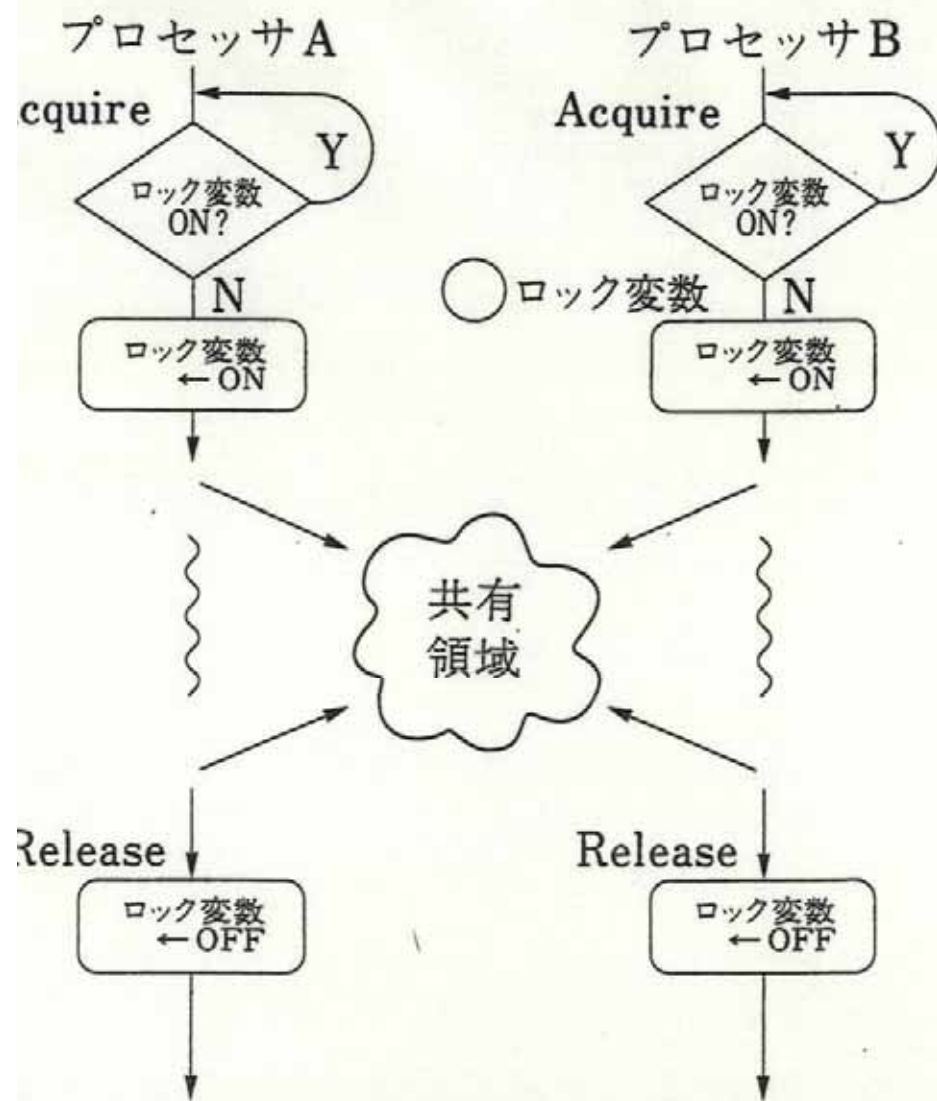 プロセッサA
cquire
Y
ロック変数
ON?
N
ロック変数
← ON
プロセッサB
Acquire
Y
ロック変数
ON?
N
ロック変数
← ON
ロック変数
共有
領域
Release
ロック変数
←OFF
Release
ロック変数
←OFF